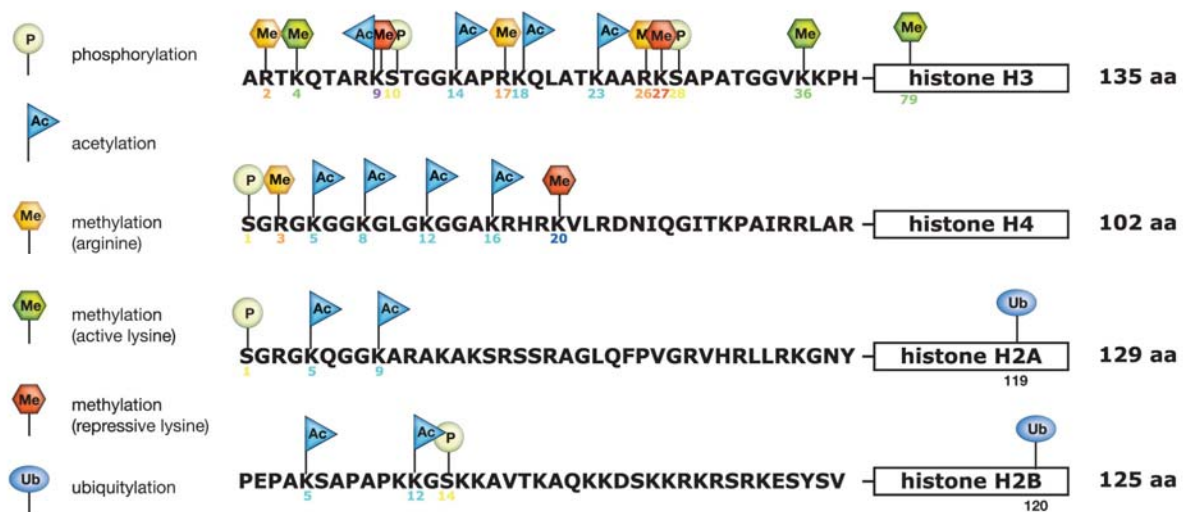 P phosphorylation
Ac acetylation
Me methylation
(arginine)
Me methylation
(active lysine)
Me methylation
(repressive lysine)
Ub ubiquitylation
Me Me Ac Me P Ac Me Ac Ac M Me P Me Me
ARTKQTARKSTGGKAPRKQLATKAARKSAPATGGVKKPH histone H3 135 aa
2 4 9 10 14 17 18 23 26 27 28 36 79
P Me Ac Ac Ac Ac Me
SGRGKGGKGLGKGGAKRHRKVLRDNIQGITKPAIRRLAR histone H4 102 aa
1 3 5 8 12 16 20
P Ac Ac Ub
SGRGKQGGKARAKAKSRSSRAGLQFPVGRVHRLLRKGNY histone H2A 129 aa
1 5 9 119
Ac Ac P Ub
PEPAKSAPAPKKGSKKAVTKAQKKDSKKRKRSRKESYSV histone H2B 125 aa
5 12 14 120